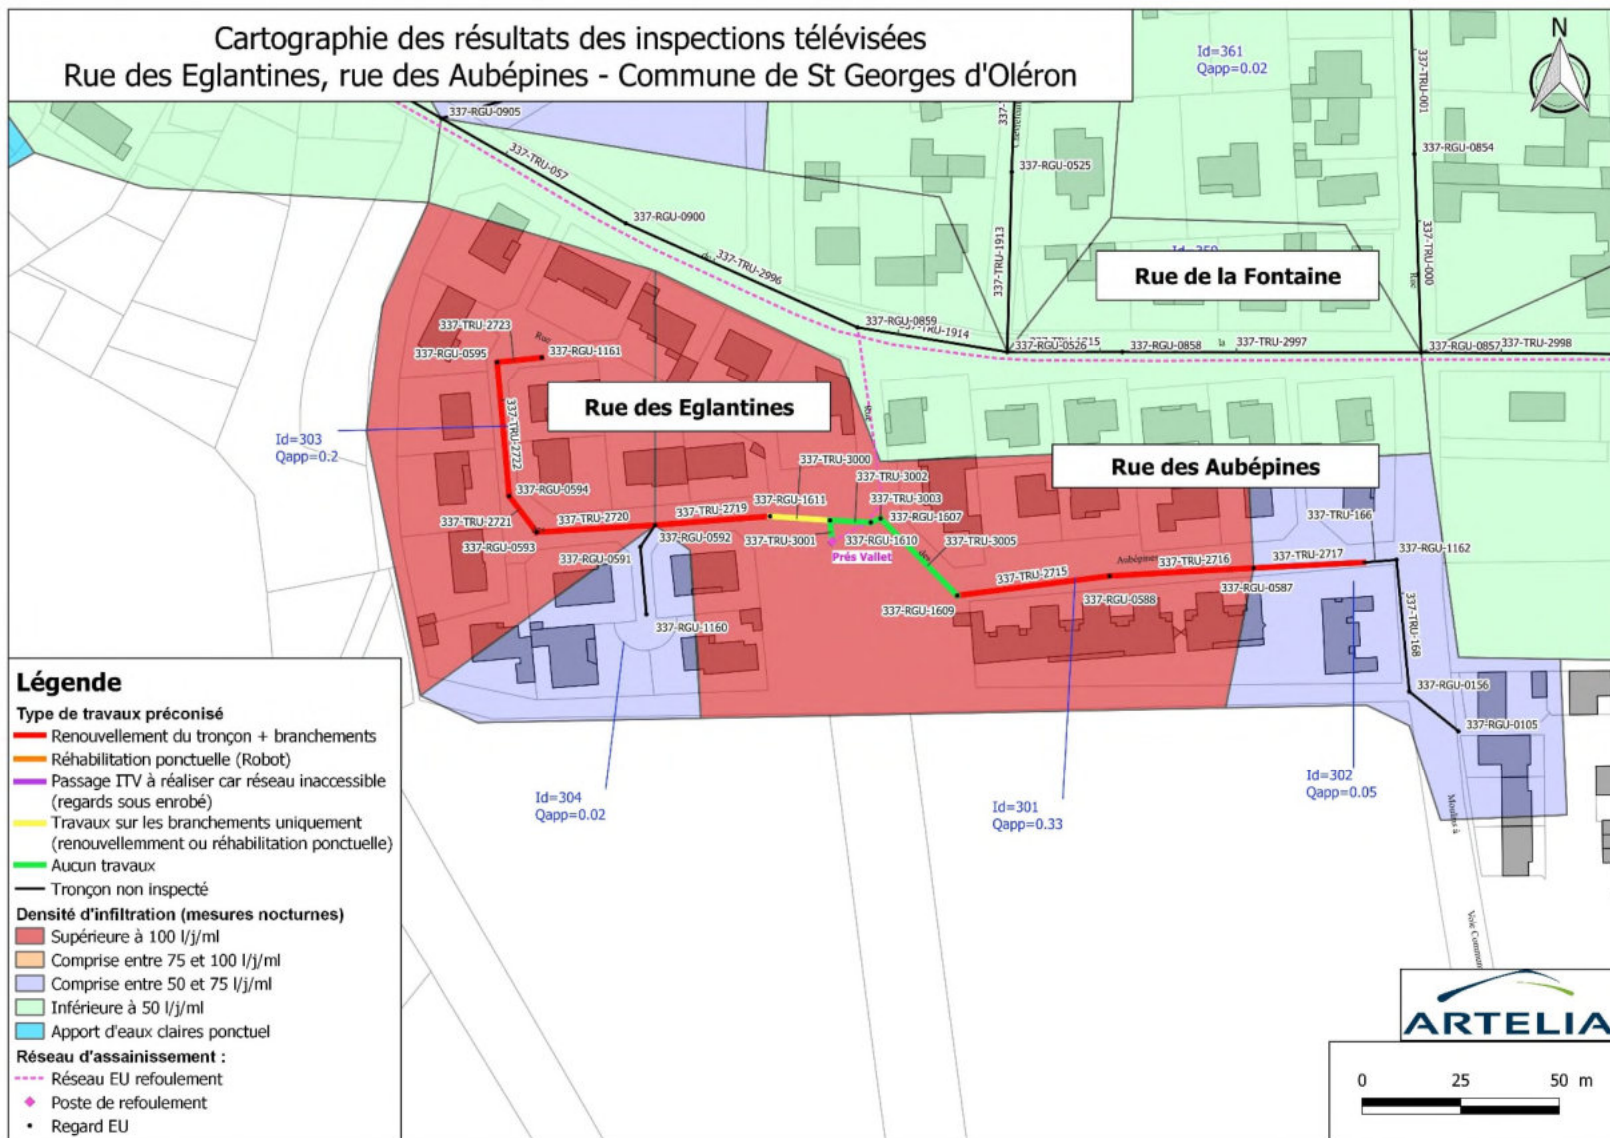 Cartographie des résultats des inspections télévisées
Rue des Eglantines, rue des Aubépines - Commune de St Georges d'Oléron
Id=361
Qapp=0.02
N
337-TRU-001
337-RGU-0905
337-TRU-057
337-RGU-0525
337-RGU-0854
337-RGU-0900
337-TRU-1913
337-TRU-000
Rue
337-TRU-2996
Rue de la Fontaine
337-RGU-0859
337-TRU-1914
337-RGU-0526
337-RGU-0858
la
337-TRU-2997
337-RGU-0857
337-TRU-2998
337-TRU-2723
Rue
337-RGU-0595
337-RGU-1161
Rue des Eglantines
Rue
337-TRU-2722
Id=303
Qapp=0.2
Rue des Aubépines
337-TRU-3000
337-TRU-3002
337-RGU-0594
337-RGU-1611
337-TRU-3003
337-TRU-2721
337-TRU-2720
337-TRU-2719
337-RGU-1607
337-TRU-166
337-RGU-0593
337-RGU-0592
337-TRU-3001
337-RGU-1610
337-TRU-3005
337-RGU-0591
Prés Vallet
des
Aubépines
337-TRU-2716
337-TRU-2717
337-RGU-1162
337-TRU-2715
337-RGU-0588
337-RGU-0587
337-RGU-1609
337-RGU-1160
337-TRU-168
337-RGU-0156
337-RGU-0105
Id=304
Qapp=0.02
Id=301
Qapp=0.33
Id=302
Qapp=0.05
Moulins à
Légende
Type de travaux préconisé
Renouvellement du tronçon + branchements
Réhabilitation ponctuelle (Robot)
Passage ITV à réaliser car réseau inaccessible
(regards sous enrobé)
Travaux sur les branchements uniquement
(renouvellemment ou réhabilitation ponctuelle)
Aucun travaux
Tronçon non inspecté
Densité d'infiltration (mesures nocturnes)
Supérieure à 100 l/j/ml
Comprise entre 75 et 100 l/j/ml
Comprise entre 50 et 75 l/j/ml
Inférieure à 50 l/j/ml
Apport d'eaux claires ponctuel
Réseau d'assainissement :
Réseau EU refoulement
Poste de refoulement
Regard EU
ARTELIA
0 25 50 m